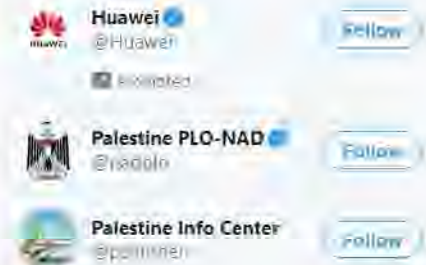 Huawei
HUAWEI
@Huawei
Follow
Promoted
Palestine PLO-NAD
@nadplo
Follow
Palestine Info Center
Follow